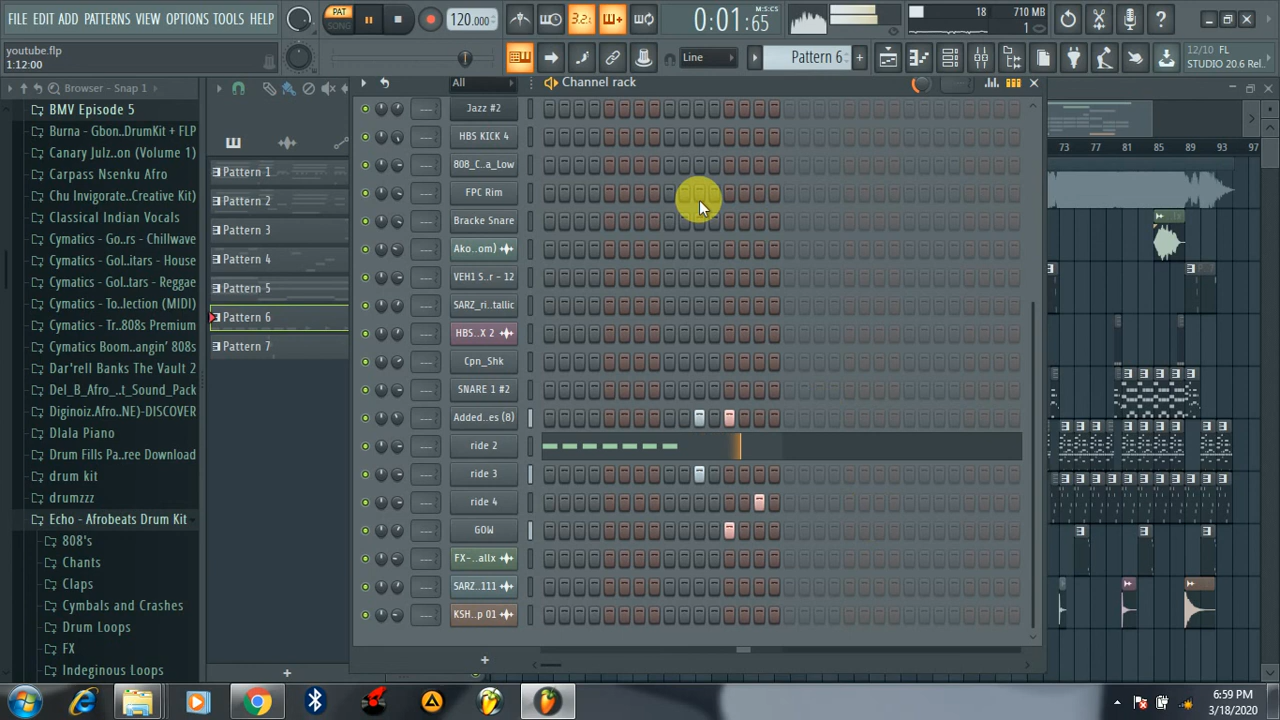 FILE EDIT ADD PATTERNS VIEW OPTIONS TOOLS HELP
PAT
SONG
120.000
3.2
0:01:65
M:S:CS
18
710 MB
1
youtube.flp
1:12:00
Line
Pattern 6
12/10 FL
STUDIO 20.6 Rel..
Browser - Snap 1
All
Channel rack
BMV Episode 5
Burna - Gbon..DrumKit + FLP
Canary Julz..on (Volume 1)
Carpass Nsenku Afro
Chu Invigorate..Creative Kit)
Classical Indian Vocals
Cymatics - Go..rs - Chillwave
Cymatics - Gol..itars - House
Cymatics - Gol..tars - Reggae
Cymatics - To..lection (MIDI)
Cymatics - Tr..808s Premium
Cymatics Boom..angin' 808s
Dar'rell Banks The Vault 2
Del_B_Afro_..t_Sound_Pack
Diginoiz.Afro..NE)-DISCOVER
Dlala Piano
Drum Fills Pa..ree Download
drum kit
drumzzz
Echo - Afrobeats Drum Kit
808's
Chants
Claps
Cymbals and Crashes
Drum Loops
FX
Indeginous Loops
Pattern 1
Pattern 2
Pattern 3
Pattern 4
Pattern 5
Pattern 6
Pattern 7
Jazz #2
HBS KICK 4
808_C..a_Low
FPC Rim
Bracke Snare
Ako..om)
VEH1 S..r - 12
SARZ_ri..tallic
HBS..X 2
Cpn_Shk
SNARE 1 #2
Added..es (8)
ride 2
ride 3
ride 4
GOW
FX-..allx
SARZ..111
KSH..p 01
73 77 81 85 89 93 97
6:59 PM
3/18/2020